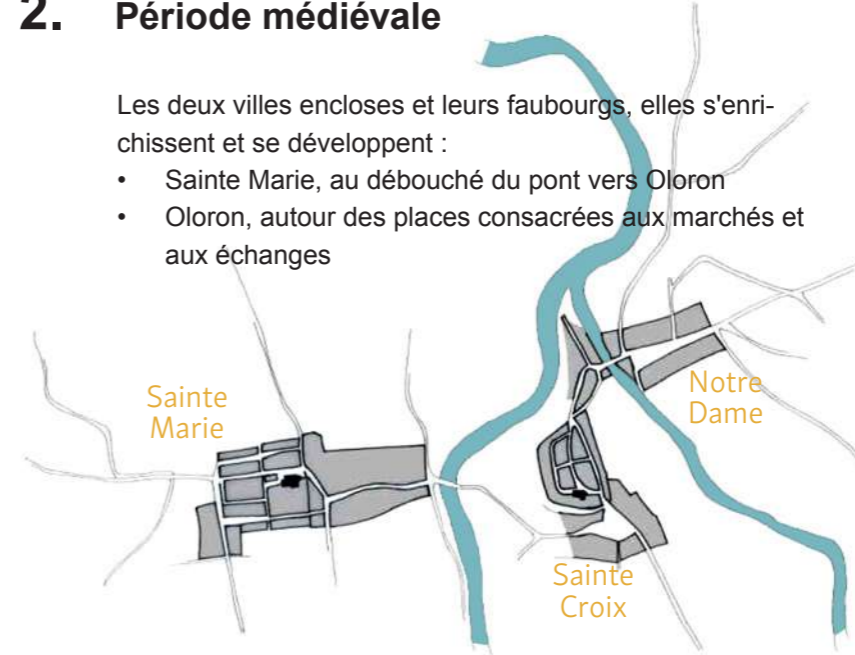 2. Période médiévale
Les deux villes encloses et leurs faubourgs, elles s'enri-
chissent et se développent :
• Sainte Marie, au débouché du pont vers Oloron
• Oloron, autour des places consacrées aux marchés et
aux échanges
Sainte
Marie
Notre
Dame
Sainte
Croix